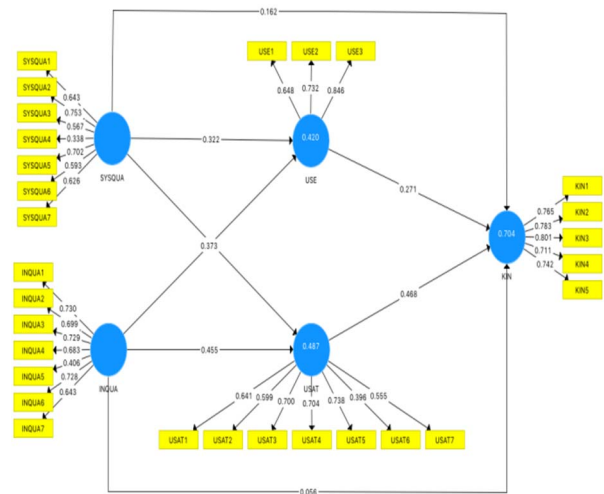 0.162
USE1 USE2 USE3
0.648 0.732 0.846
SYSQUA1
SYSQUA2
SYSQUA3
SYSQUA4
SYSQUA5
SYSQUA6
SYSQUA7
0.643
0.753
0.567
0.338
0.702
0.593
0.626
SYSQUA
0.322
0.420
USE
0.271
0.373
0.704
KIN
0.765
0.783
0.801
0.711
0.742
KIN1
KIN2
KIN3
KIN4
KIN5
0.468
INQUA1
INQUA2
INQUA3
INQUA4
INQUA5
INQUA6
INQUA7
0.730
0.699
0.729
0.683
0.406
0.728
0.643
INQUA
0.455
0.487
USAT
0.641 0.599 0.700 0.704 0.738 0.396 0.555
USAT1 USAT2 USAT3 USAT4 USAT5 USAT6 USAT7
0.056